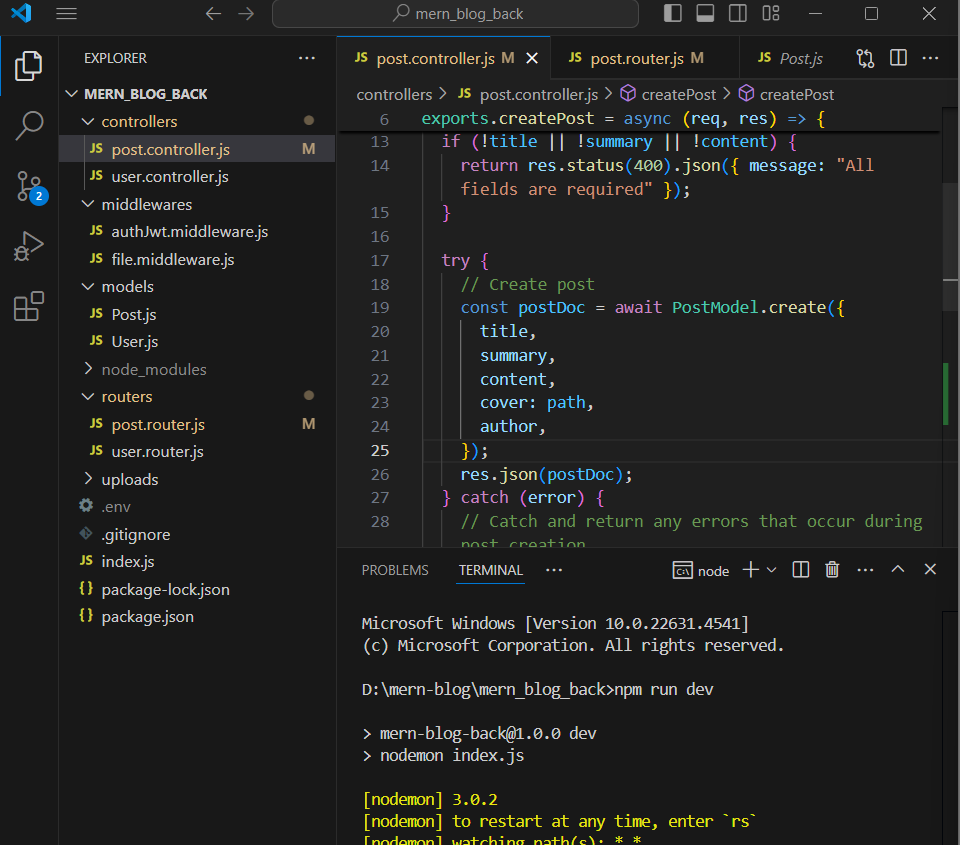 mern_blog_back
EXPLORER
MERN_BLOG_BACK
controllers
JS post.controller.js M
JS user.controller.js
middlewares
JS authJwt.middleware.js
JS file.middleware.js
models
JS Post.js
JS User.js
node_modules
routers
JS post.router.js M
JS user.router.js
uploads
.env
.gitignore
JS index.js
{} package-lock.json
{} package.json
2
JS post.controller.js M
JS post.router.js M
JS Post.js
controllers > JS post.controller.js > createPost > createPost
6 exports.createPost = async (req, res) => {
13 if (!title || !summary || !content) {
14 return res.status(400).json({ message: "All
fields are required" });
15 }
16
17 try {
18 // Create post
19 const postDoc = await PostModel.create({
20 title,
21 summary,
22 content,
23 cover: path,
24 author,
25 });
26 res.json(postDoc);
27 } catch (error) {
28 // Catch and return any errors that occur during
post creation
PROBLEMS TERMINAL ··· node
Microsoft Windows [Version 10.0.22631.4541]
(c) Microsoft Corporation. All rights reserved.
D:\mern-blog\mern_blog_back>npm run dev
> mern-blog-back@1.0.0 dev
> nodemon index.js
[nodemon] 3.0.2
[nodemon] to restart at any time, enter `rs`
[nodemon] watching path(s): *.*